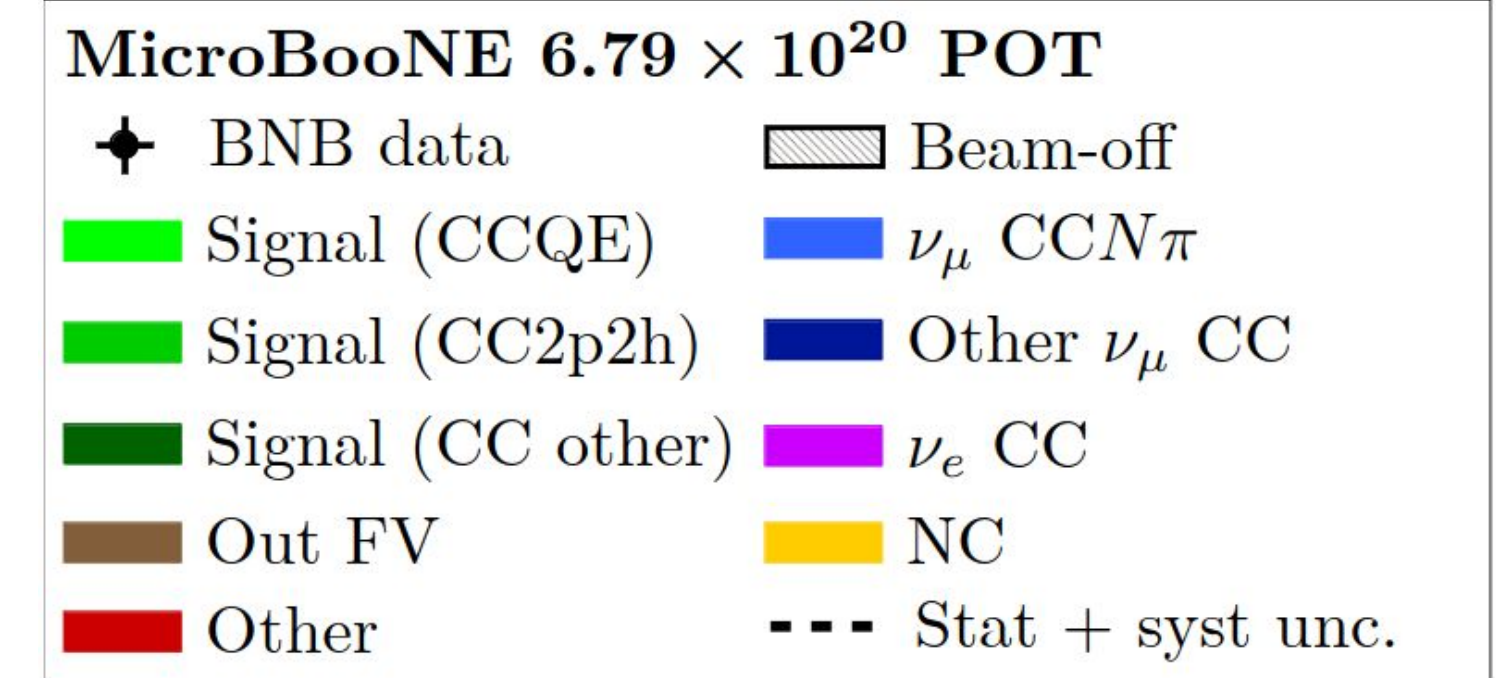 MicroBooNE 6.79 × 10²⁰ POT
BNB data
Beam-off
Signal (CCQE)
νμ CCNπ
Signal (CC2p2h)
Other νμ CC
Signal (CC other)
νe CC
Out FV
NC
Other
Stat + syst unc.